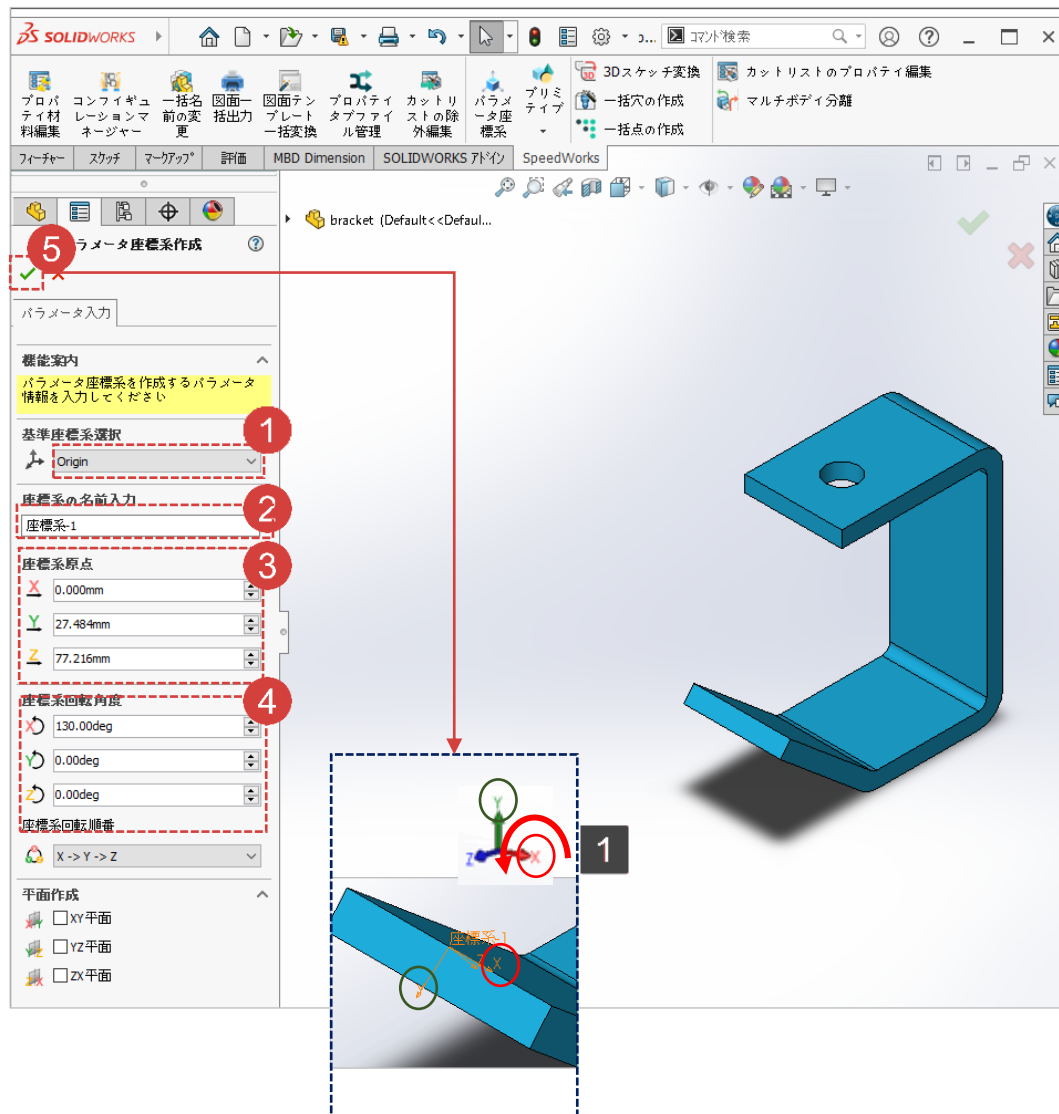 SOLIDWORKS
ɔ...
コマンド検索
プロパティ材料編集
コンフィギュレーションマネージャー
一括名前の変更
図面一括出力
図面テンプレート一括変換
プロパティタブファイル管理
カットリストの除外編集
パラメータ座標系
プリミティブ
3Dスケッチ変換
一括穴の作成
一括点の作成
カットリストのプロパティ編集
マルチボディ分離
フィーチャー
スケッチ
マークアップ
評価
MBD Dimension
SOLIDWORKS アドイン
SpeedWorks
bracket (Default<<Defaul...
5
ラメータ座標系作成
パラメータ入力
機能案内
パラメータ座標系を作成するパラメータ
情報を入力してください
基準座標系選択
1
Origin
座標系の名前入力
2
座標系-1
座標系原点
3
X
0.000mm
Y
27.484mm
Z
77.216mm
座標系回転角度
4
X
130.00deg
Y
0.00deg
Z
0.00deg
座標系回転順番
X -> Y -> Z
平面作成
XY平面
YZ平面
ZX平面
Y
Z
X
1
座標系-1
Z
X